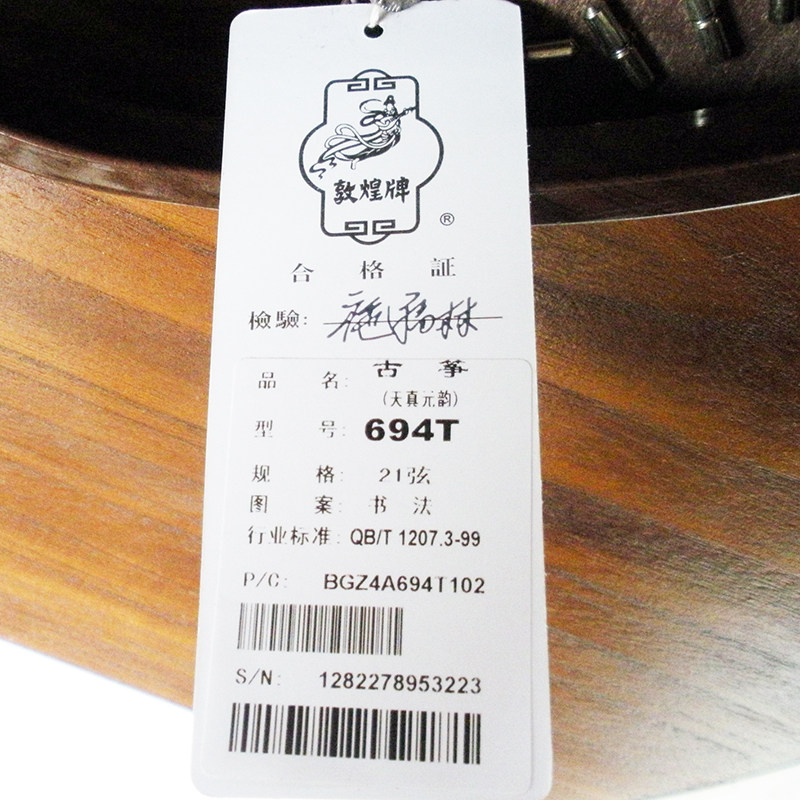 敦煌牌
®
合格証
檢驗:
品名: 古筝
(天真元韵)
型号: 694T
规格: 21弦
图案: 书法
行业标准: QB/T 1207.3-99
P/C: BGZ4A694T102
S/N: 1282278953223